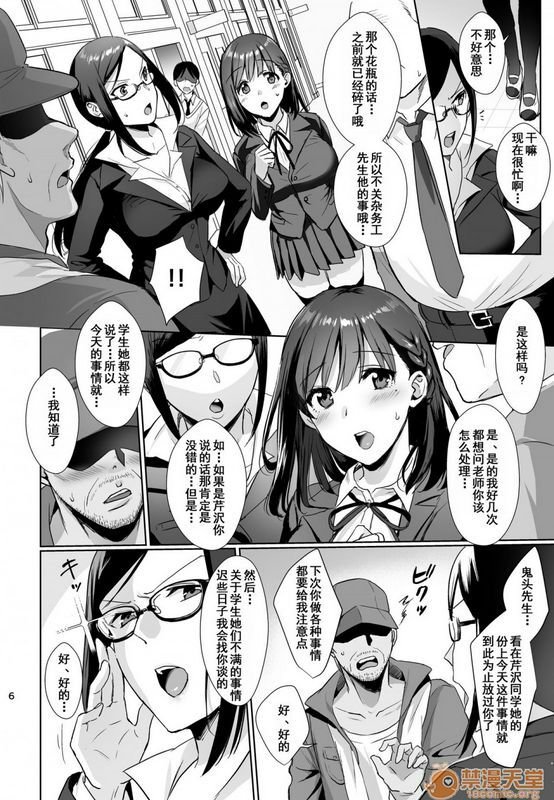 那个⋯
不好意思
干嘛
现在很忙啊⋯
那个花瓶的话⋯
之前就已经碎了哦
所以不关杂务工
先生他的事哦⋯
!!
是这样吗?
是、是的我好几次
都想问老师你该
怎么处理⋯
如⋯如果是芹沢你
说的话那肯定是
没错的⋯但是⋯
学生她都这样
说了⋯所以
今天的事情就⋯
⋯我知道了
鬼头先生⋯
看在芹沢同学她的
份上今天这件事情就
到此为止放过你了
ビクッ
下次你做各种事情
都要给我注意点
好、好的
然后⋯
关于学生她们不满的事情
迟些日子我会找你谈的
キッ
好、好的⋯
6
禁漫天堂
18comic.org